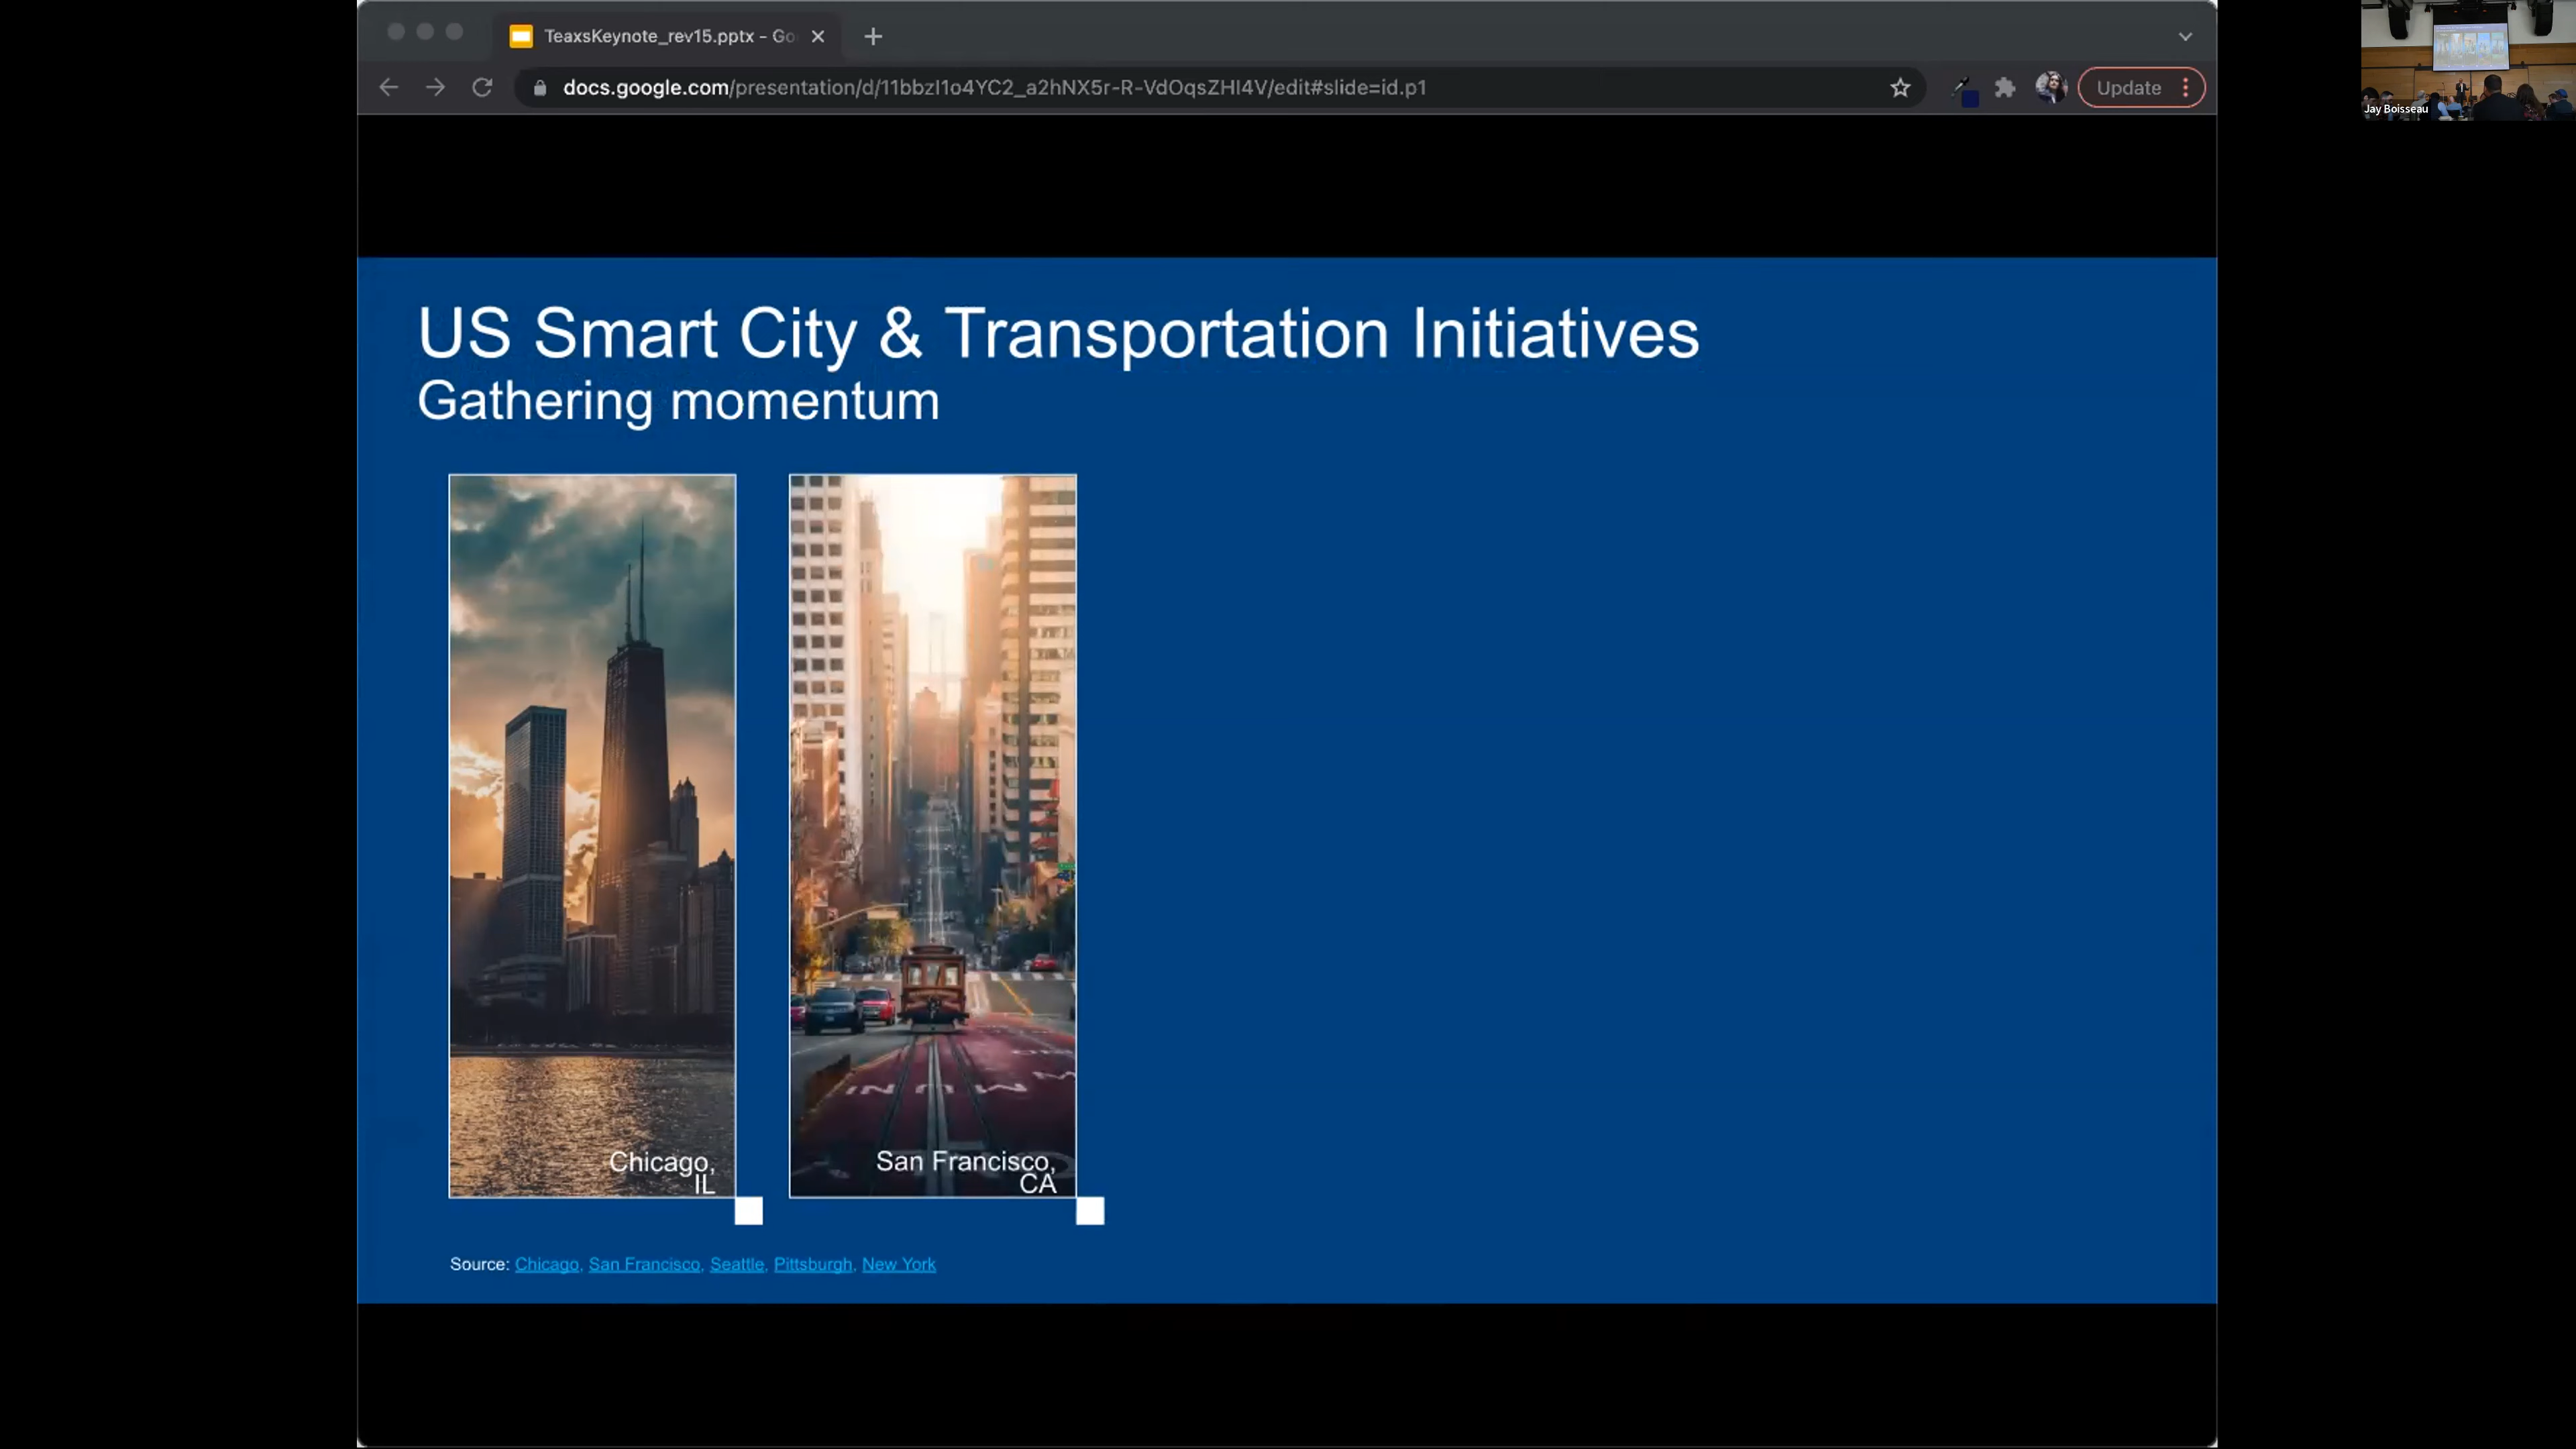 TeaxsKeynote_rev15.pptx - Go
docs.google.com/presentation/d/11bbzI1o4YC2_a2hNX5r-R-VdOqsZHI4V/edit#slide=id.p1
Update
Jay Boisseau
US Smart City & Transportation Initiatives
Gathering momentum
Chicago,
IL
San Francisco,
CA
Source: Chicago, San Francisco, Seattle, Pittsburgh, New York